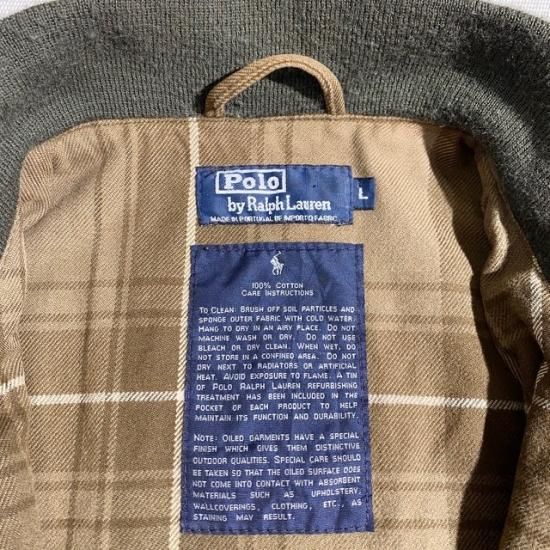 Polo
by Ralph Lauren
L
MADE IN PORTUGAL OF IMPORTD FABRIC
100% COTTON
CARE INSTRUCTIONS
TO CLEAN: BRUSH OFF SOIL PARTICLES AND
SPONGE OUTER FABRIC WITH COLD WATER.
HANG TO DRY IN AN AIRY PLACE. DO NOT
MACHINE WASH OR DRY. DO NOT USE
BLEACH OR DRY CLEAN. WHEN WET, DO
NOT STORE IN A CONFINED AREA. DO NOT
DRY NEXT TO RADIATORS OR ARTIFICIAL
HEAT. AVOID EXPOSURE TO FLAME. A TIN
OF POLO RALPH LAUREN REFURBISHING
TREATMENT HAS BEEN INCLUDED IN THE
POCKET OF EACH PRODUCT TO HELP
MAINTAIN ITS FUNCTION AND DURABILITY.
NOTE: OILED GARMENTS HAVE A SPECIAL
FINISH WHICH GIVES THEM DISTINCTIVE
OUTDOOR QUALITIES. SPECIAL CARE SHOULD
BE TAKEN SO THAT THE OILED SURFACE DOES
NOT COME INTO CONTACT WITH ABSORBENT
MATERIALS SUCH AS UPHOLSTERY,
WALLCOVERINGS, CLOTHING, ETC., AS
STAINING MAY RESULT.